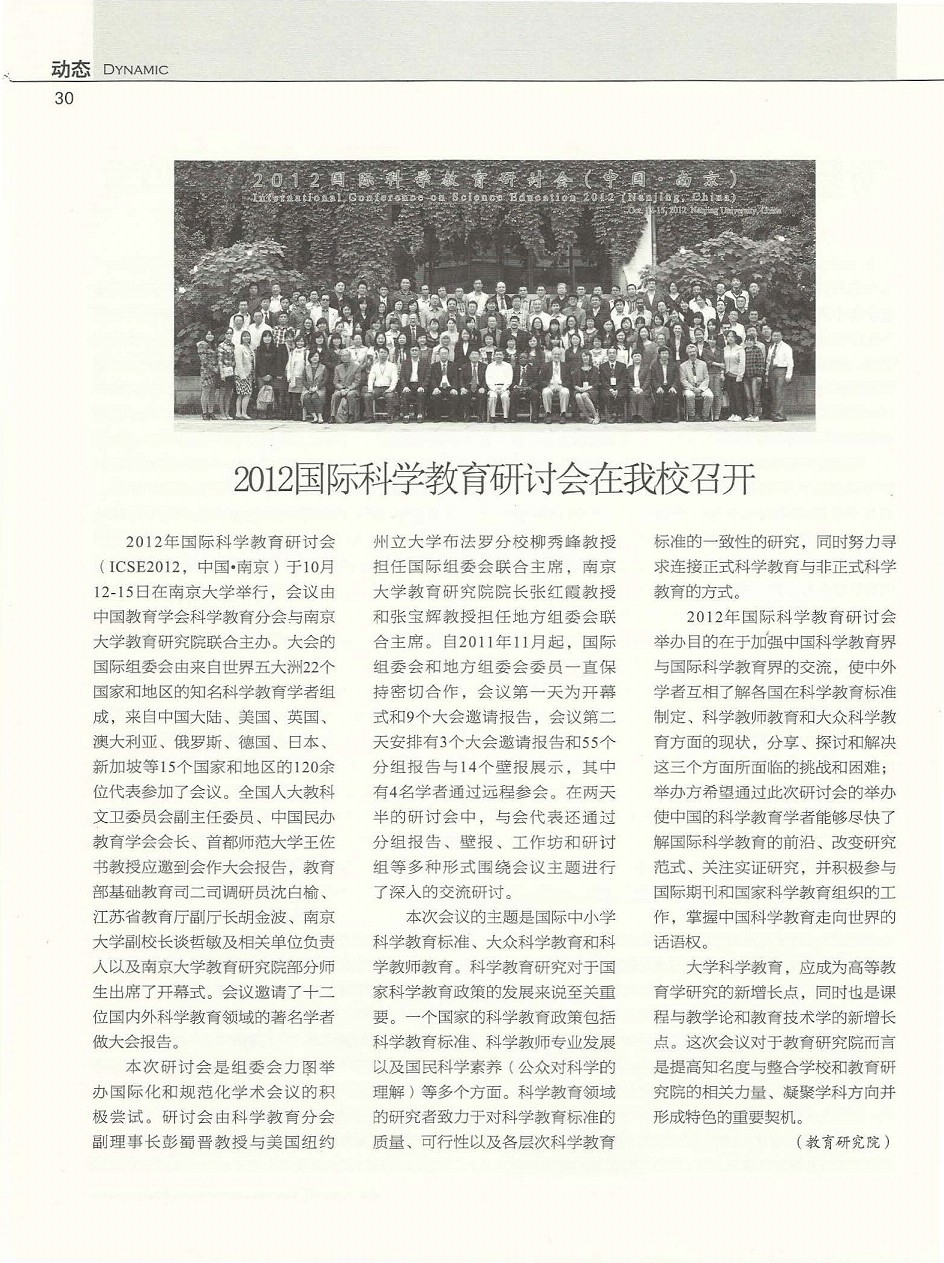 动态 DYNAMIC
30
2012国际科学教育研讨会(中国·南京)
International Conference on Science Education 2012 (Nanjing, China)
Oct. 12-15, 2012 Nanjing University, China
2012国际科学教育研讨会在我校召开
2012年国际科学教育研讨会
(ICSE2012,中国•南京)于10月
12-15日在南京大学举行,会议由
中国教育学会科学教育分会与南京
大学教育研究院联合主办。大会的
国际组委会由来自世界五大洲22个
国家和地区的知名科学教育学者组
成,来自中国大陆、美国、英国、
澳大利亚、俄罗斯、德国、日本、
新加坡等15个国家和地区的120余
位代表参加了会议。全国人大教科
文卫委员会副主任委员、中国民办
教育学会会长、首都师范大学王佐
书教授应邀到会作大会报告,教育
部基础教育司二司调研员沈白榆、
江苏省教育厅副厅长胡金波、南京
大学副校长谈哲敏及相关单位负责
人以及南京大学教育研究院部分师
生出席了开幕式。会议邀请了十二
位国内外科学教育领域的著名学者
做大会报告。
本次研讨会是组委会力图举
办国际化和规范化学术会议的积
极尝试。研讨会由科学教育分会
副理事长彭蜀晋教授与美国纽约
州立大学布法罗分校柳秀峰教授
担任国际组委会联合主席,南京
大学教育研究院院长张红霞教授
和张宝辉教授担任地方组委会联
合主席。自2011年11月起,国际
组委会和地方组委会委员一直保
持密切合作,会议第一天为开幕
式和9个大会邀请报告,会议第二
天安排有3个大会邀请报告和55个
分组报告与14个壁报展示,其中
有4名学者通过远程参会。在两天
半的研讨会中,与会代表还通过
分组报告、壁报、工作坊和研讨
组等多种形式围绕会议主题进行
了深入的交流研讨。
本次会议的主题是国际中小学
科学教育标准、大众科学教育和科
学教师教育。科学教育研究对于国
家科学教育政策的发展来说至关重
要。一个国家的科学教育政策包括
科学教育标准、科学教师专业发展
以及国民科学素养(公众对科学的
理解)等多个方面。科学教育领域
的研究者致力于对科学教育标准的
质量、可行性以及各层次科学教育
标准的一致性的研究,同时努力寻
求连接正式科学教育与非正式科学
教育的方式。
2012年国际科学教育研讨会
举办目的在于加强中国科学教育界
与国际科学教育界的交流,使中外
学者互相了解各国在科学教育标准
制定、科学教师教育和大众科学教
育方面的现状,分享、探讨和解决
这三个方面所面临的挑战和困难;
举办方希望通过此次研讨会的举办
使中国的科学教育学者能够尽快了
解国际科学教育的前沿、改变研究
范式、关注实证研究,并积极参与
国际期刊和国家科学教育组织的工
作,掌握中国科学教育走向世界的
话语权。
大学科学教育,应成为高等教
育学研究的新增长点,同时也是课
程与教学论和教育技术学的新增长
点。这次会议对于教育研究院而言
是提高知名度与整合学校和教育研
究院的相关力量、凝聚学科方向并
形成特色的重要契机。
(教育研究院)